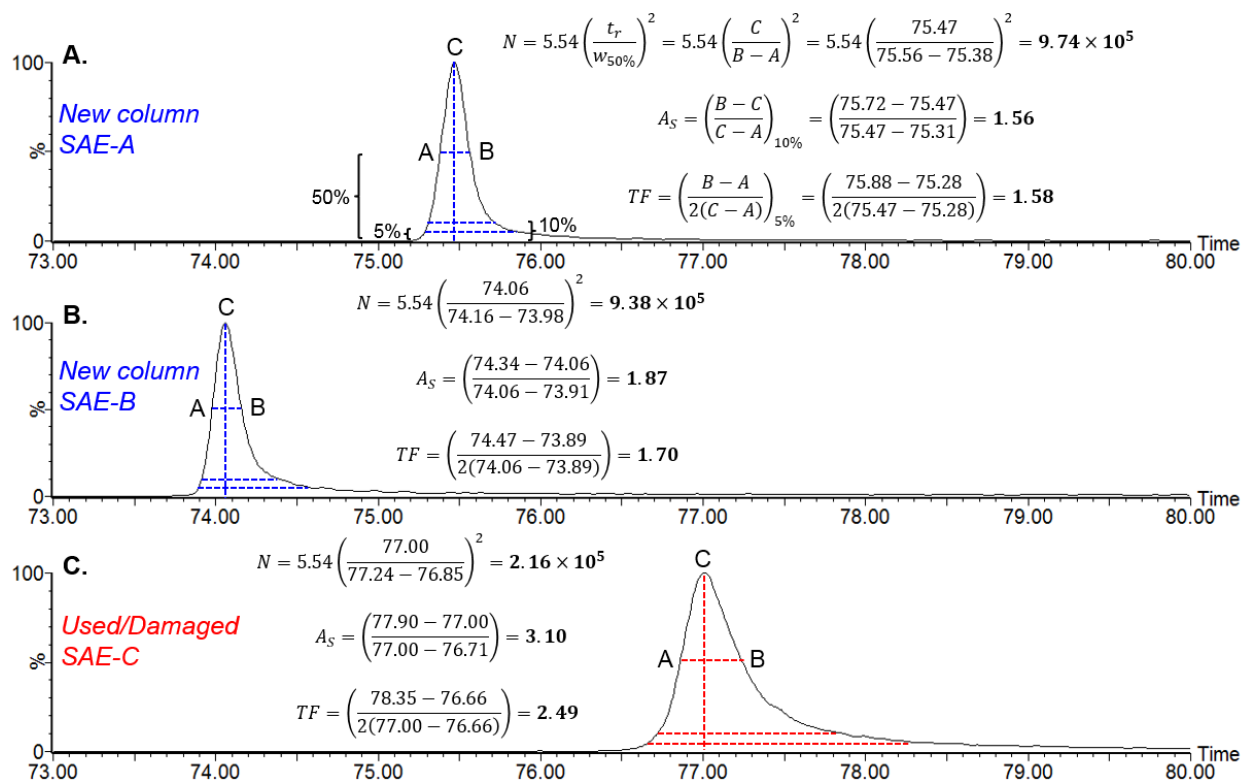 A.
New column
SAE-A
N = 5.54 (t_r / w_50%)^2 = 5.54 (C / (B − A))^2 = 5.54 (75.47 / (75.56 − 75.38))^2 = 9.74 × 10^5
A_S = ((B − C) / (C − A))_10% = ((75.72 − 75.47) / (75.47 − 75.31)) = 1.56
TF = ((B − A) / 2(C − A))_5% = ((75.88 − 75.28) / 2(75.47 − 75.28)) = 1.58
C
A B
50%
5%
10%
100
%
0
73.00 74.00 75.00 76.00 77.00 78.00 79.00 80.00
Time
B.
New column
SAE-B
N = 5.54 (74.06 / (74.16 − 73.98))^2 = 9.38 × 10^5
A_S = ((74.34 − 74.06) / (74.06 − 73.91)) = 1.87
TF = ((74.47 − 73.89) / 2(74.06 − 73.89)) = 1.70
C
A B
100
%
0
73.00 74.00 75.00 76.00 77.00 78.00 79.00 80.00
Time
C.
Used/Damaged
SAE-C
N = 5.54 (77.00 / (77.24 − 76.85))^2 = 2.16 × 10^5
A_S = ((77.90 − 77.00) / (77.00 − 76.71)) = 3.10
TF = ((78.35 − 76.66) / 2(77.00 − 76.66)) = 2.49
C
A B
100
%
0
73.00 74.00 75.00 76.00 77.00 78.00 79.00 80.00
Time